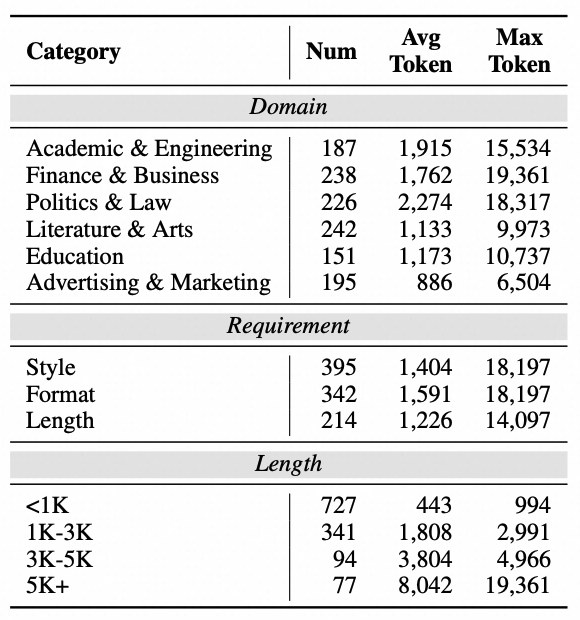 Category Num Avg Token Max Token
Domain
Academic & Engineering 187 1,915 15,534
Finance & Business 238 1,762 19,361
Politics & Law 226 2,274 18,317
Literature & Arts 242 1,133 9,973
Education 151 1,173 10,737
Advertising & Marketing 195 886 6,504
Requirement
Style 395 1,404 18,197
Format 342 1,591 18,197
Length 214 1,226 14,097
Length
<1K 727 443 994
1K-3K 341 1,808 2,991
3K-5K 94 3,804 4,966
5K+ 77 8,042 19,361